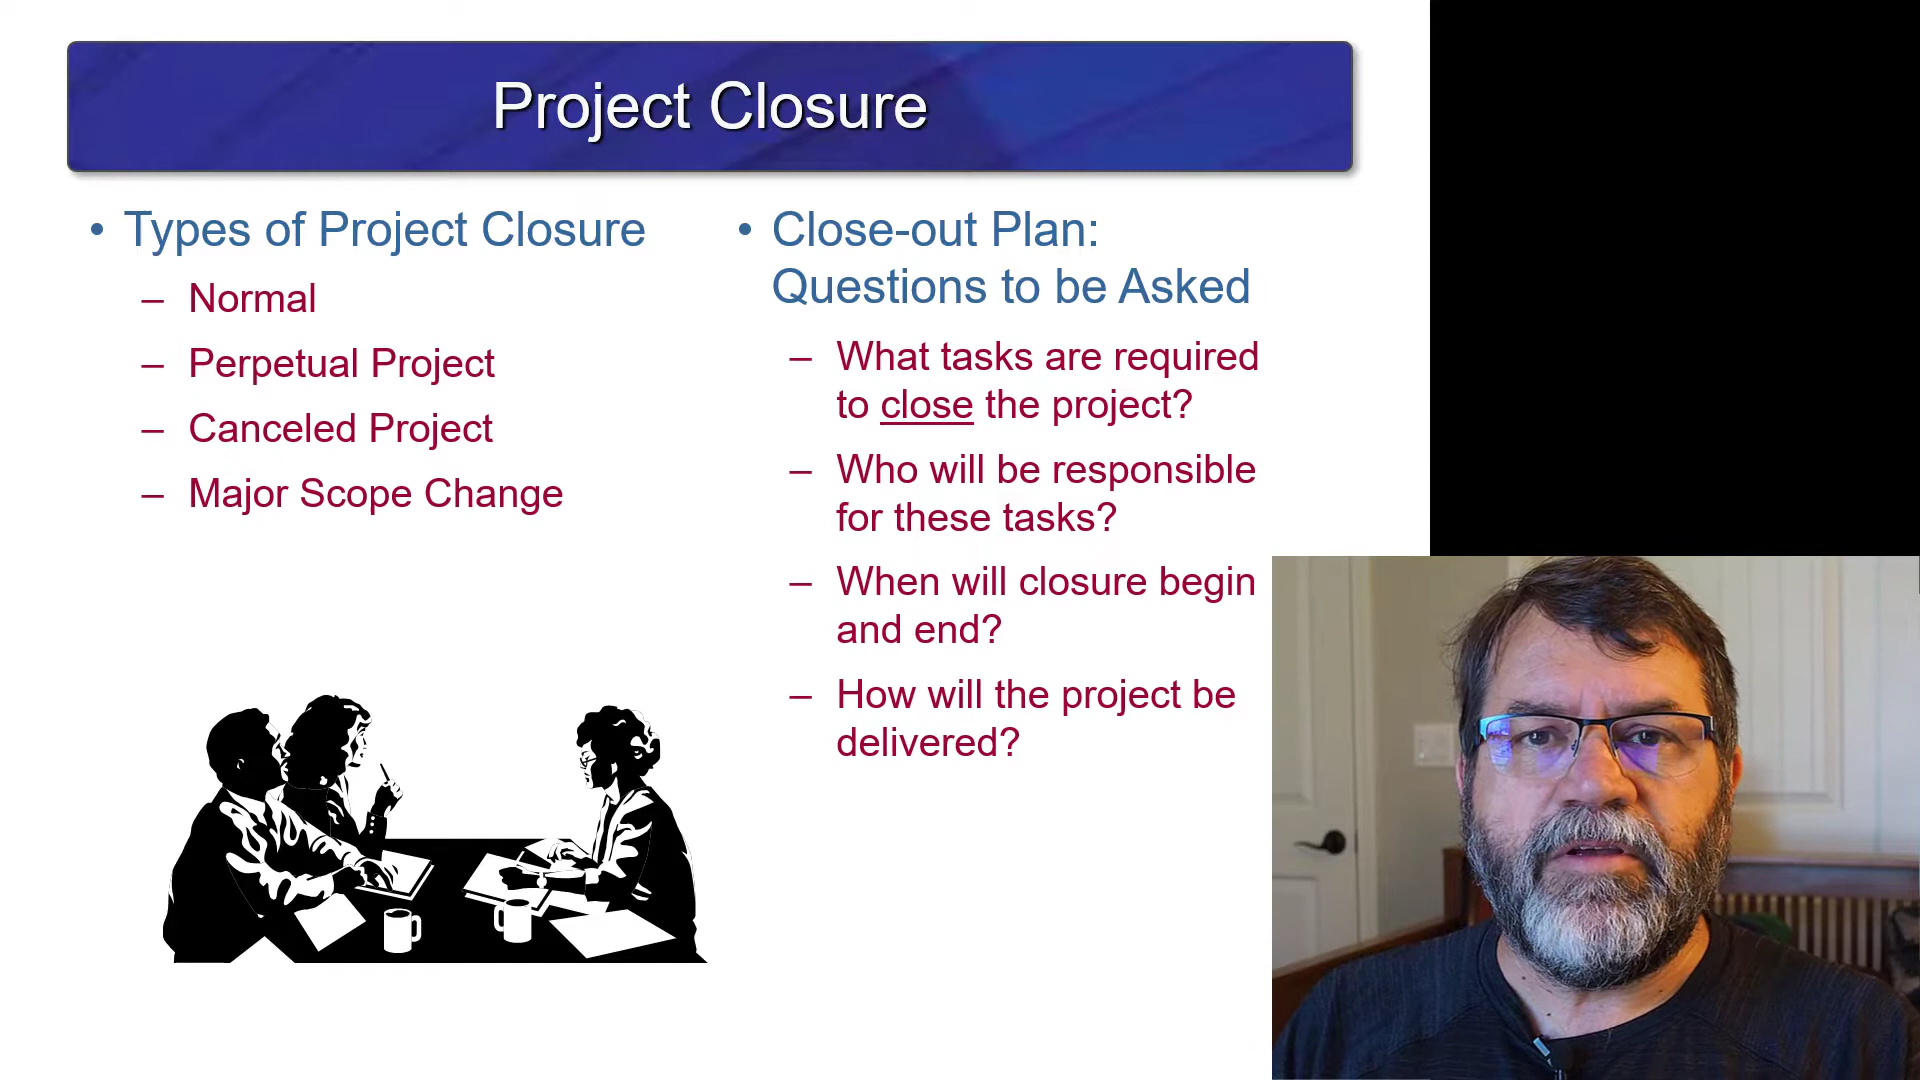 Project Closure
• Types of Project Closure
– Normal
– Perpetual Project
– Canceled Project
– Major Scope Change
• Close-out Plan:
Questions to be Asked
– What tasks are required
to close the project?
– Who will be responsible
for these tasks?
– When will closure begin
and end?
– How will the project be
delivered?